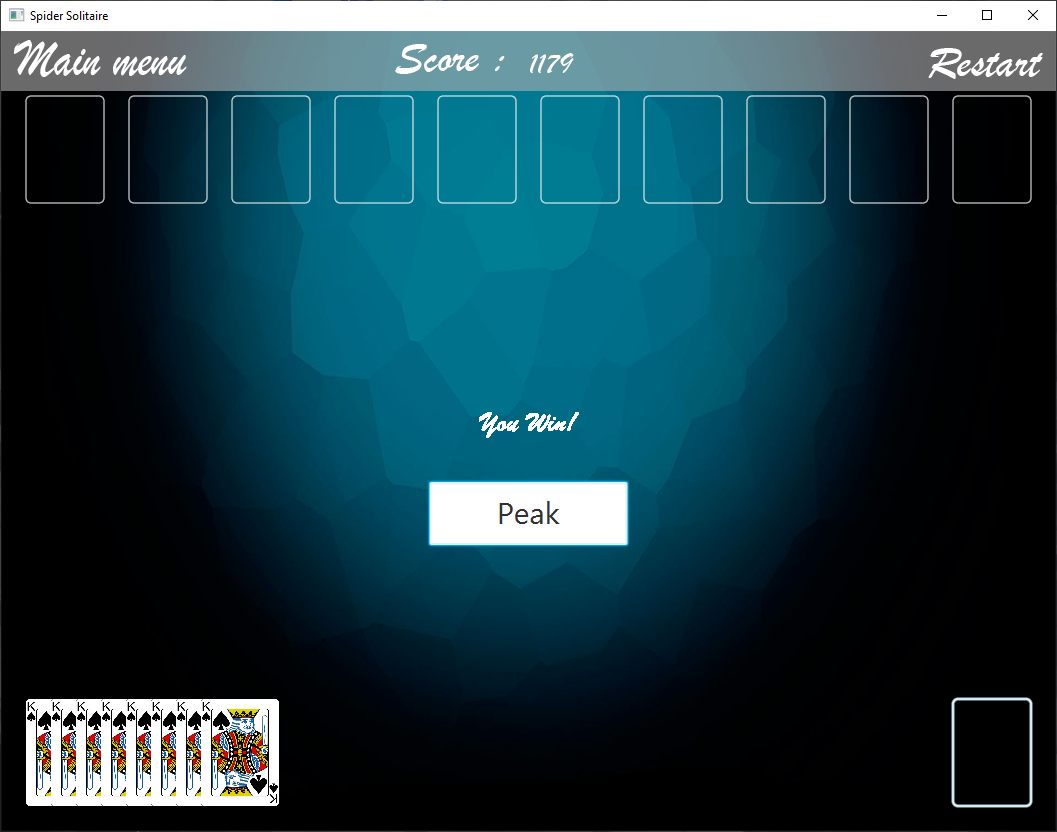 Spider Solitaire
Main menu Score : 1179 Restart
You Win!
Peak
K K K K K K K K
K